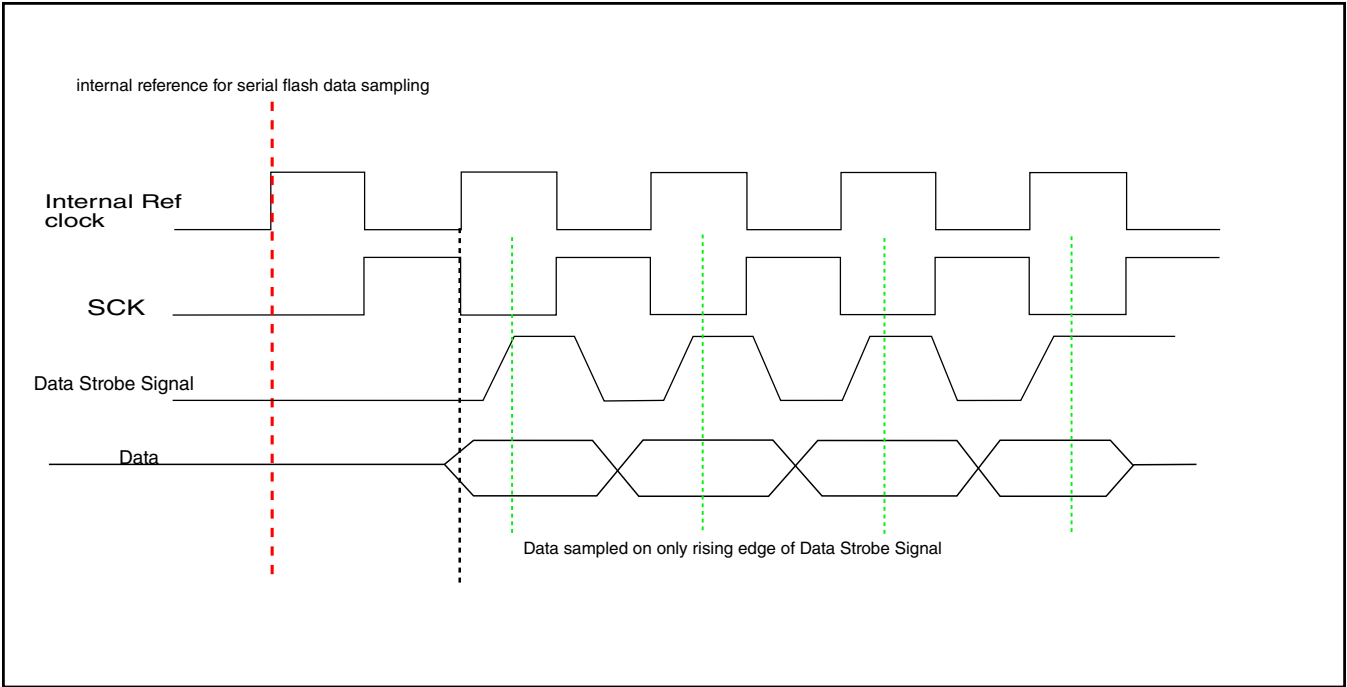 internal reference for serial flash data sampling
Internal Ref
clock
SCK
Data Strobe Signal
Data
Data sampled on only rising edge of Data Strobe Signal